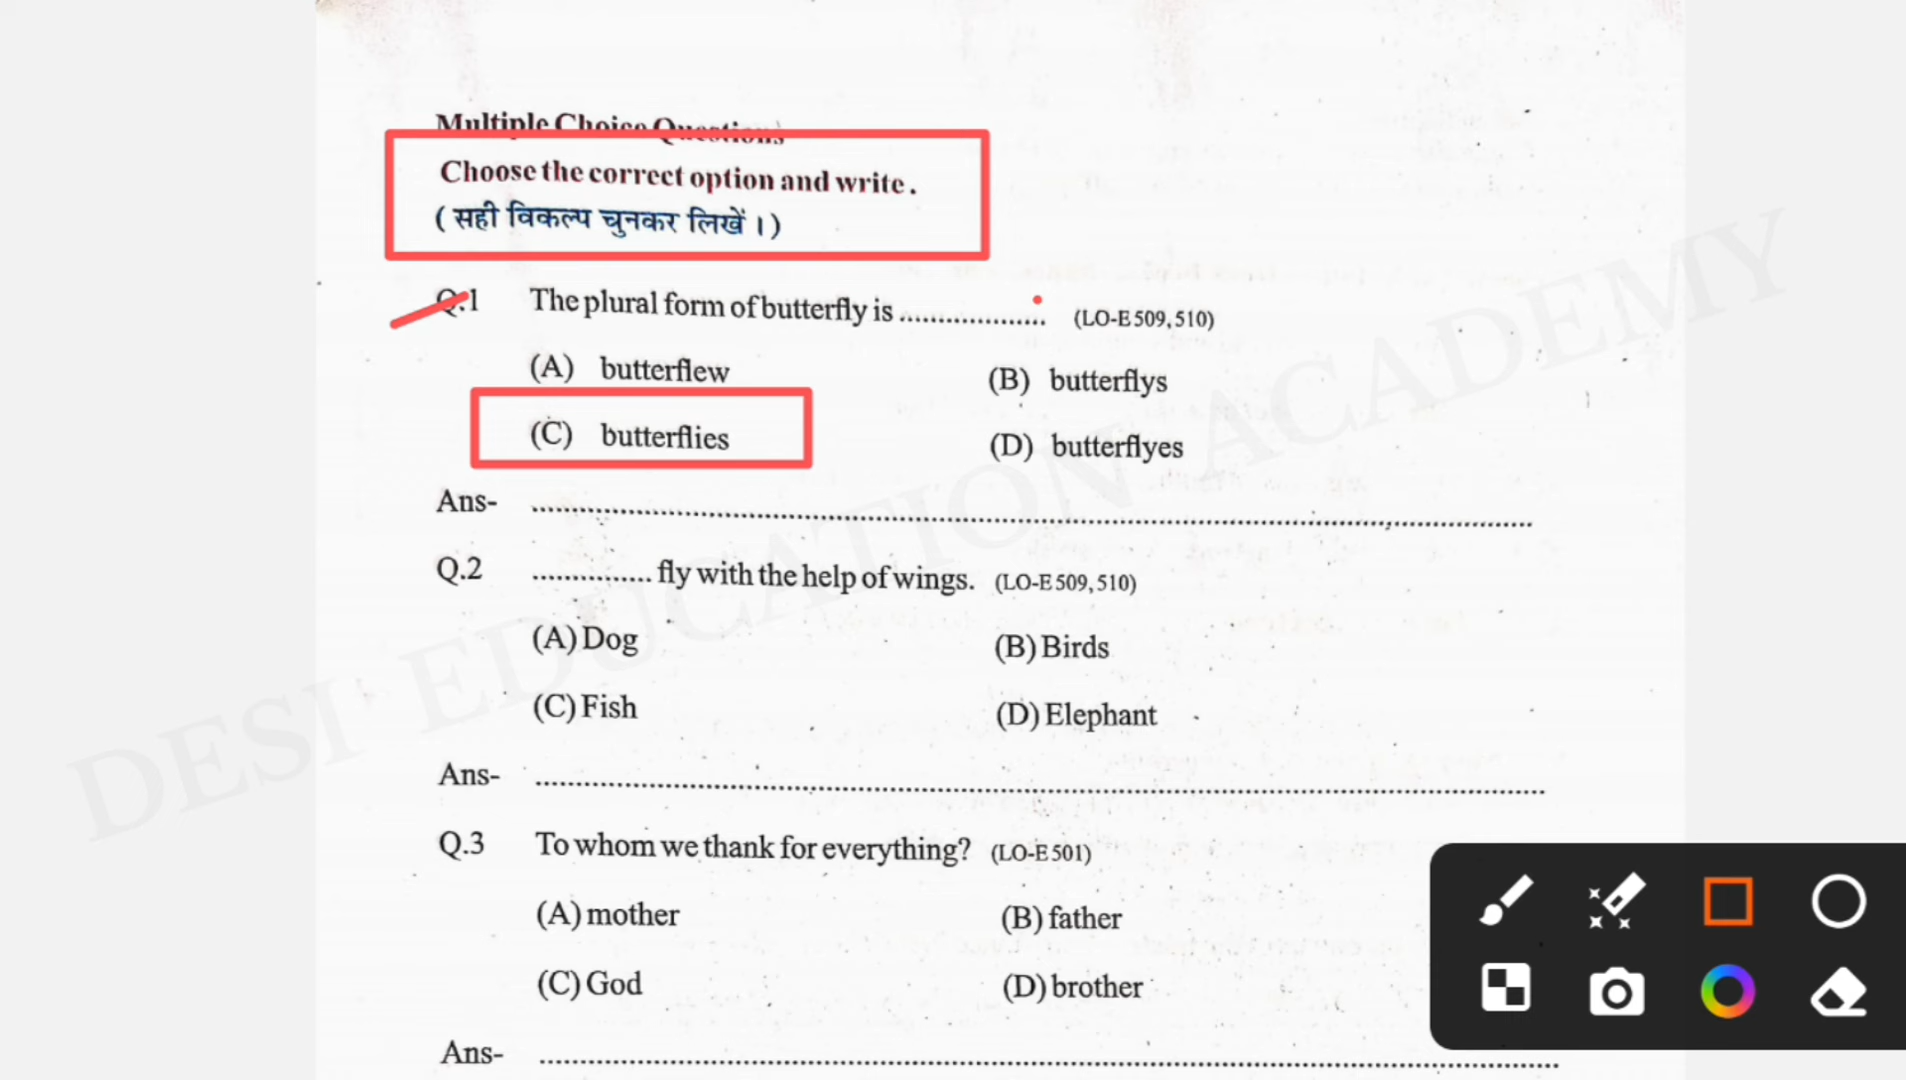 Multiple Choice Questions
Choose the correct option and write.
( सही विकल्प चुनकर लिखें । )
Q.1 The plural form of butterfly is ................... (LO-E 509, 510)
(A) butterflew (B) butterflys
(C) butterflies (D) butterflyes
Ans- ..............................
Q.2 ............... fly with the help of wings. (LO-E 509, 510)
(A) Dog (B) Birds
(C) Fish (D) Elephant
Ans- ..............................
Q.3 To whom we thank for everything? (LO-E 501)
(A) mother (B) father
(C) God (D) brother
Ans- ..............................
DESI EDUCATION ACADEMY